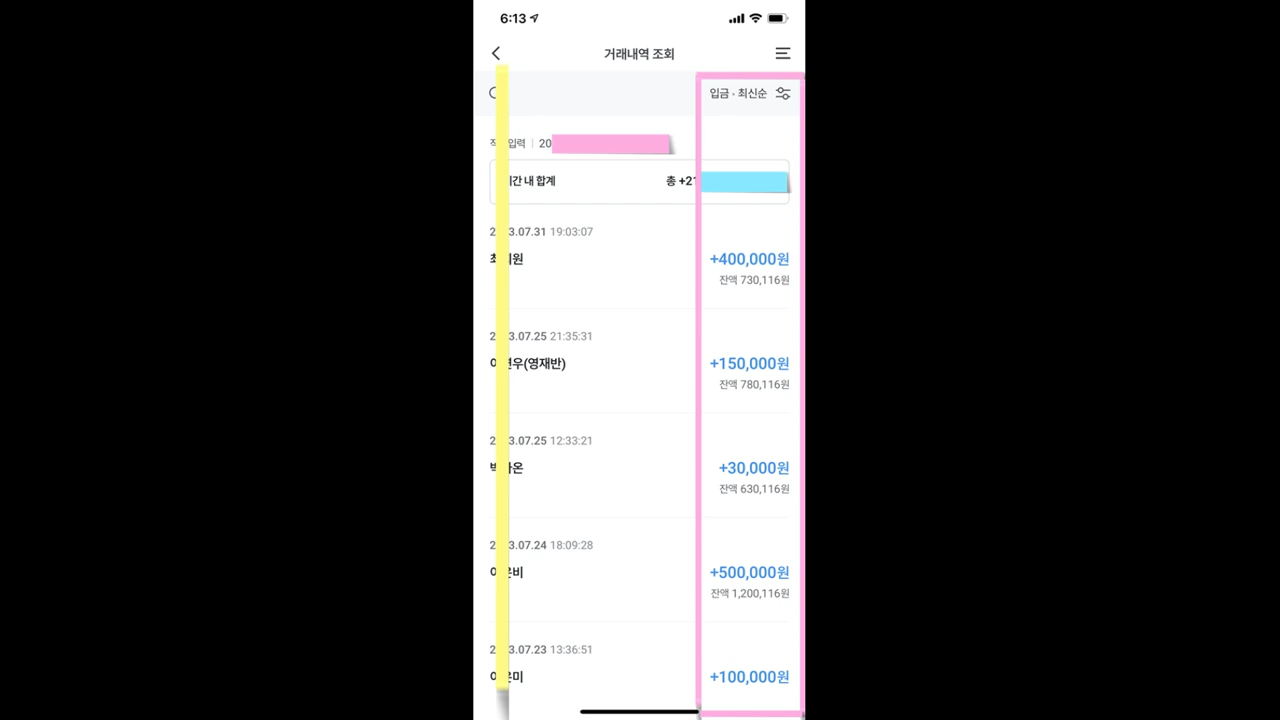 6:13
거래내역 조회
입금 · 최신순
입력 | 20
간 내 합계 총 +21
3.07.31 19:03:07
원 +400,000원
잔액 730,116원
3.07.25 21:35:31
우(영재반) +150,000원
잔액 780,116원
3.07.25 12:33:21
온 +30,000원
잔액 630,116원
3.07.24 18:09:28
비 +500,000원
잔액 1,200,116원
3.07.23 13:36:51
미 +100,000원